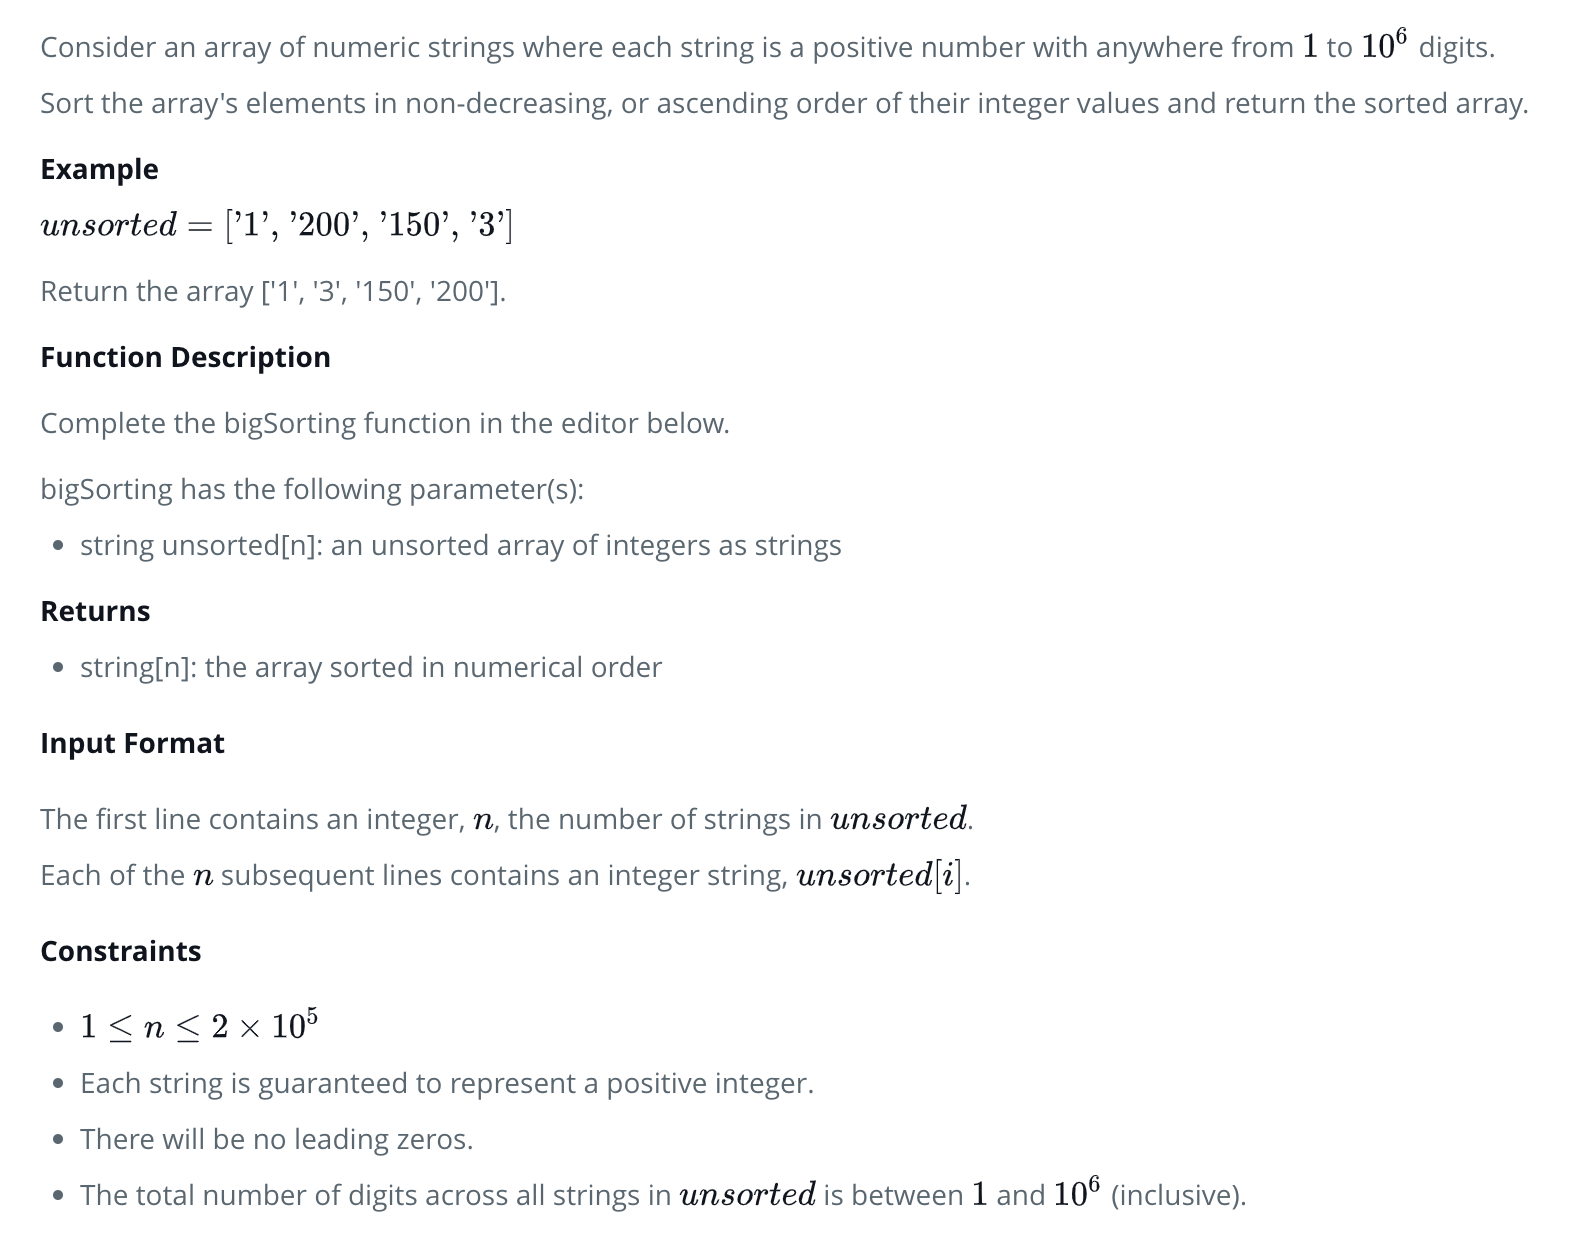 Consider an array of numeric strings where each string is a positive number with anywhere from 1 to 10^6 digits.
Sort the array's elements in non-decreasing, or ascending order of their integer values and return the sorted array.
Example
unsorted = ['1', '200', '150', '3']
Return the array ['1', '3', '150', '200'].
Function Description
Complete the bigSorting function in the editor below.
bigSorting has the following parameter(s):
• string unsorted[n]: an unsorted array of integers as strings
Returns
• string[n]: the array sorted in numerical order
Input Format
The first line contains an integer, n, the number of strings in unsorted.
Each of the n subsequent lines contains an integer string, unsorted[i].
Constraints
• 1 ≤ n ≤ 2 × 10^5
• Each string is guaranteed to represent a positive integer.
• There will be no leading zeros.
• The total number of digits across all strings in unsorted is between 1 and 10^6 (inclusive).